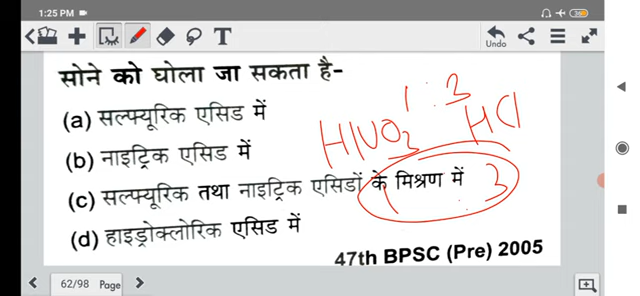 1:25 PM
Undo
सोने को घोला जा सकता है-
(a) सल्फ्यूरिक एसिड में
(b) नाइट्रिक एसिड में
(c) सल्फ्यूरिक तथा नाइट्रिक एसिडों के मिश्रण में
(d) हाइड्रोक्लोरिक एसिड में
1 : 3
HNO3 HCl
1 : 3
47th BPSC (Pre) 2005
62/98 Page